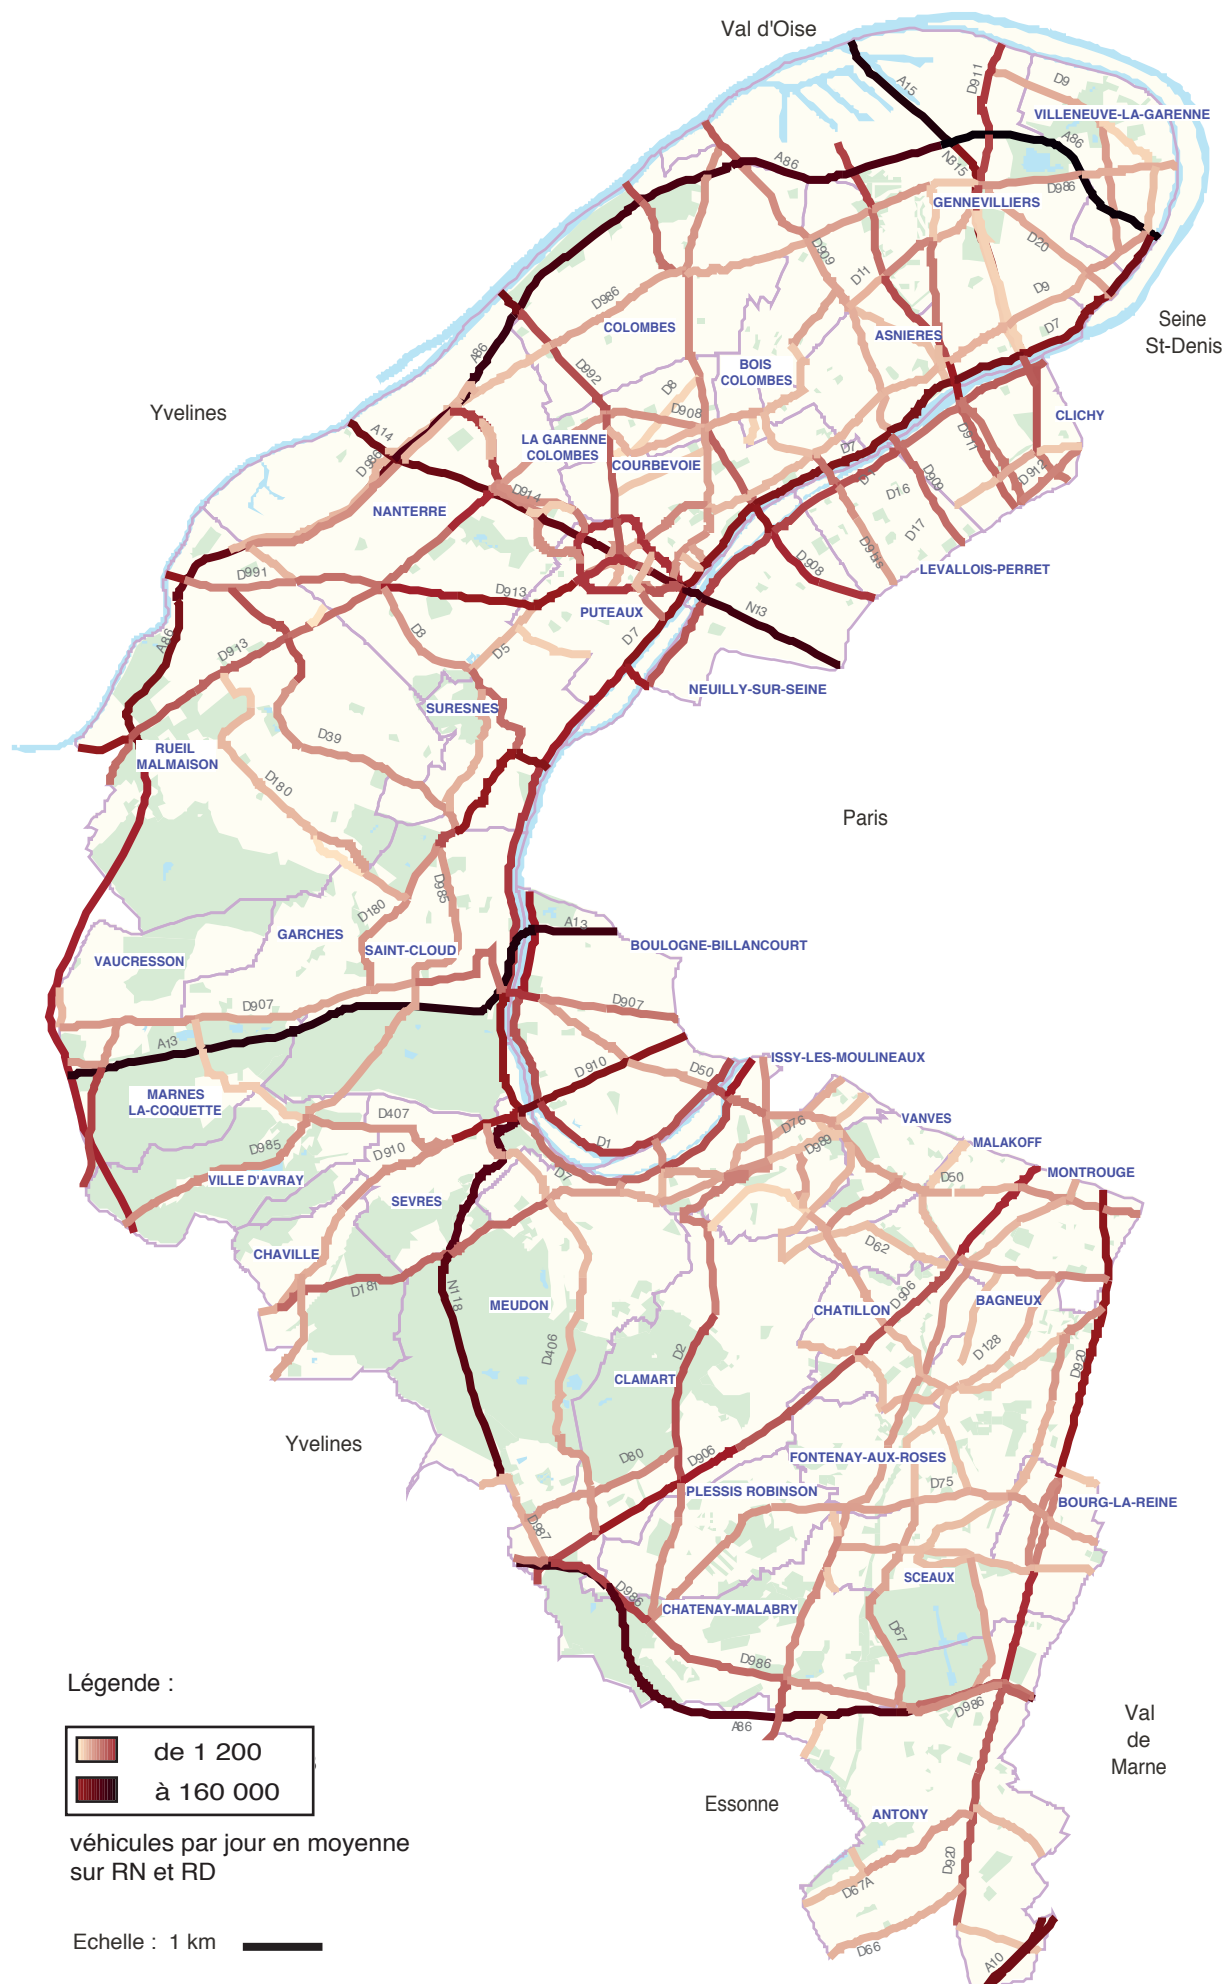 Val d'Oise
A15
D911
D9
VILLENEUVE-LA-GARENNE
A86
N315
A86
D986
GENNEVILLIERS
D909
D20
D11
D9
D986
COLOMBES
ASNIERES
D7
Seine
St-Denis
A86
BOIS
COLOMBES
D992
D8
D908
Yvelines
CLICHY
A14
LA GARENNE
COLOMBES
COURBEVOIE
D7
D911
D986
D914
D909
D912
D16
NANTERRE
D17
D9bis
D908
LEVALLOIS-PERRET
D991
D913
PUTEAUX
N13
D7
A86
D3
D5
D913
NEUILLY-SUR-SEINE
SURESNES
D39
RUEIL
MALMAISON
D180
Paris
D985
D180
A13
GARCHES
SAINT-CLOUD
BOULOGNE-BILLANCOURT
VAUCRESSON
D907
D907
A13
D910
D50
ISSY-LES-MOULINEAUX
MARNES
LA-COQUETTE
D407
D76
VANVES
D985
D910
D1
D989
MALAKOFF
VILLE D'AVRAY
D7
D50
MONTROUGE
SEVRES
CHAVILLE
D62
D181
N118
MEUDON
D906
CHATILLON
BAGNEUX
D406
D2
D128
D920
CLAMART
Yvelines
D80
D906
FONTENAY-AUX-ROSES
D75
PLESSIS ROBINSON
BOURG-LA-REINE
D987
SCEAUX
D986
CHATENAY-MALABRY
D67
D986
Légende :
D986
A86
Val
de
Marne
de 1 200
à 160 000
Essonne
ANTONY
véhicules par jour en moyenne
sur RN et RD
D920
D67A
Echelle : 1 km
D66
A10